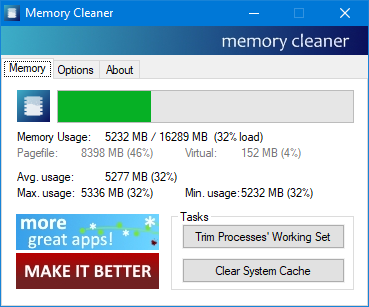 Memory Cleaner
memory cleaner
Memory Options About
Memory Usage: 5232 MB / 16289 MB (32% load)
Pagefile: 8398 MB (46%) Virtual: 152 MB (4%)
Avg. usage: 5277 MB (32%)
Max. usage: 5336 MB (32%) Min. usage: 5232 MB (32%)
more
great apps!
MAKE IT BETTER
Tasks
Trim Processes' Working Set
Clear System Cache